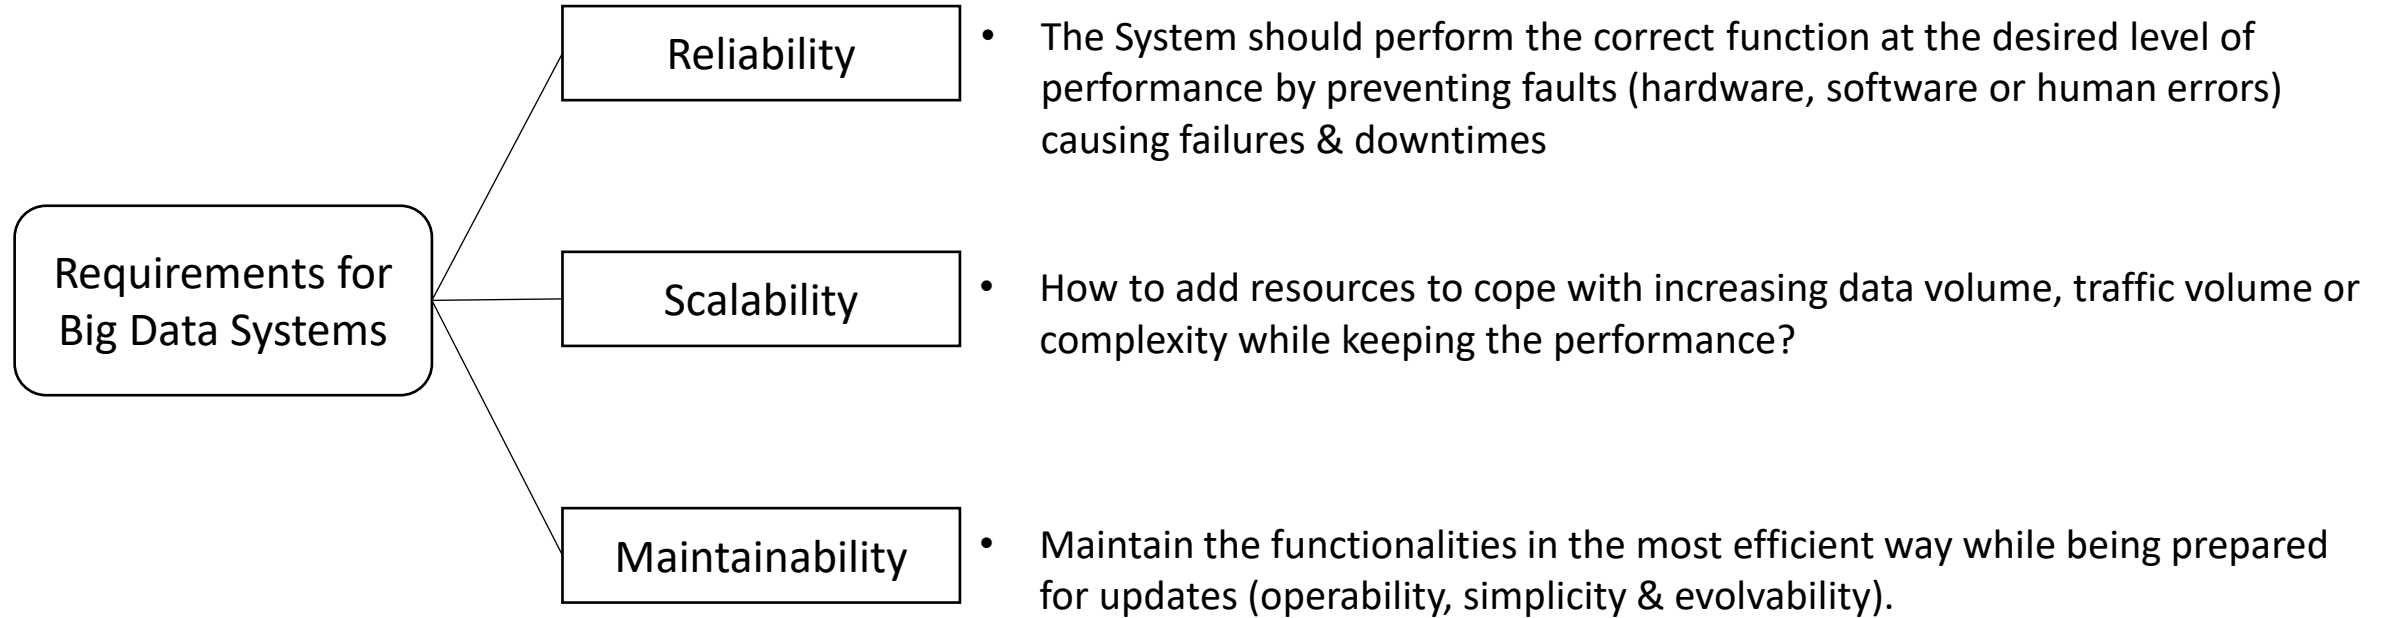 Requirements for
Big Data Systems
Reliability
• The System should perform the correct function at the desired level of
performance by preventing faults (hardware, software or human errors)
causing failures & downtimes
Scalability
• How to add resources to cope with increasing data volume, traffic volume or
complexity while keeping the performance?
Maintainability
• Maintain the functionalities in the most efficient way while being prepared
for updates (operability, simplicity & evolvability).